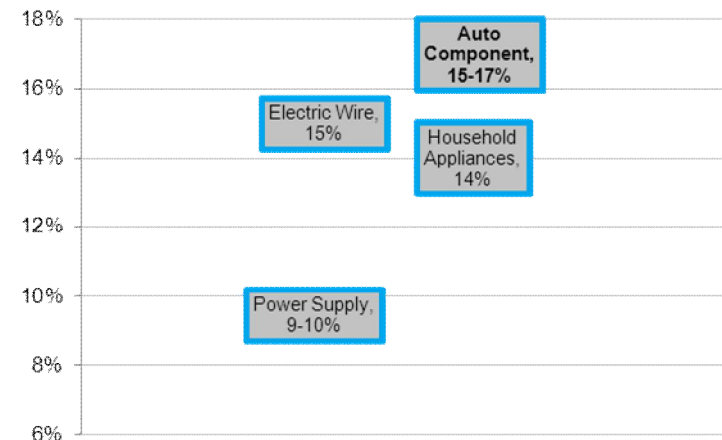 18%
Auto
Component,
15-17%
16%
Electric Wire,
15%
Household
Appliances,
14%
14%
12%
10%
Power Supply,
9-10%
8%
6%